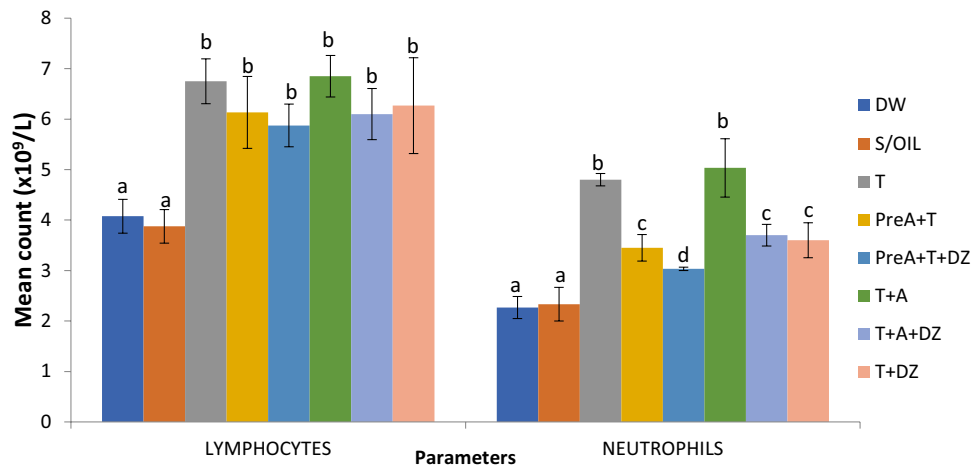 Mean count (x10⁹/L)
8
7
6
5
4
3
2
1
0
a
a
b
b
b
b
b
b
a
a
b
c
d
b
c
c
LYMPHOCYTES
NEUTROPHILS
Parameters
DW
S/OIL
T
PreA+T
PreA+T+DZ
T+A
T+A+DZ
T+DZ